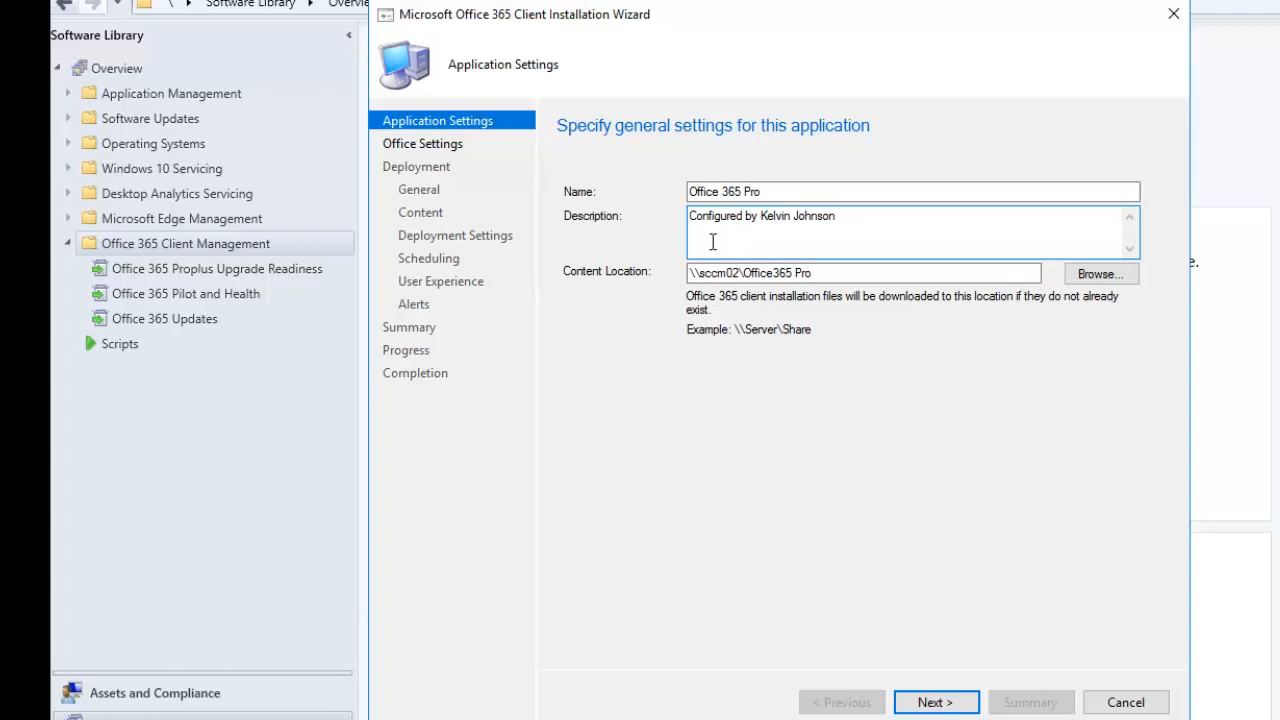 \ Software Library Overvie
Software Library
Overview
Application Management
Software Updates
Operating Systems
Windows 10 Servicing
Desktop Analytics Servicing
Microsoft Edge Management
Office 365 Client Management
Office 365 Proplus Upgrade Readiness
Office 365 Pilot and Health
Office 365 Updates
Scripts
Assets and Compliance
Microsoft Office 365 Client Installation Wizard
Application Settings
Application Settings
Office Settings
Deployment
General
Content
Deployment Settings
Scheduling
User Experience
Alerts
Summary
Progress
Completion
Specify general settings for this application
Name: Office 365 Pro
Description: Configured by Kelvin Johnson
Content Location: \\sccm02\Office365 Pro Browse...
Office 365 client installation files will be downloaded to this location if they do not already
exist.
Example: \\Server\Share
< Previous Next > Summary Cancel
e.